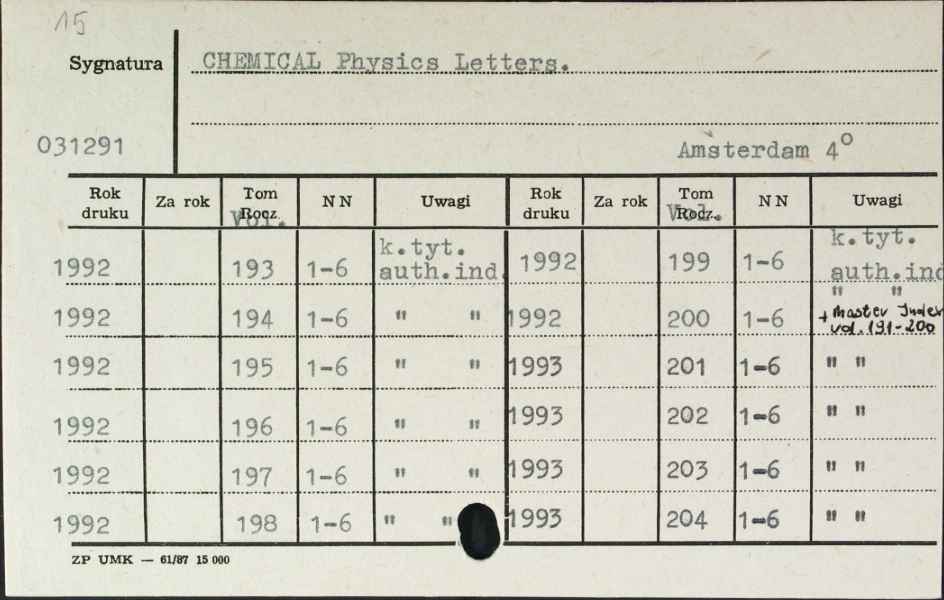 15
Sygnatura CHEMICAL Physics Letters.
031291 Amsterdam 4°
Rok druku Za rok Tom Rocz. Vol. N N Uwagi Rok druku Za rok Tom Rocz. Vol. N N Uwagi
1992 193 1-6 k.tyt. auth.ind. 1992 199 1-6 k.tyt. auth.ind
1992 194 1-6 " " 1992 200 1-6 " " + Master Index vol. 191-200
1992 195 1-6 " " 1993 201 1-6 " "
1992 196 1-6 " " 1993 202 1-6 " "
1992 197 1-6 " " 1993 203 1-6 " "
1992 198 1-6 " " 1993 204 1-6 " "
ZP UMK — 61/87 15 000